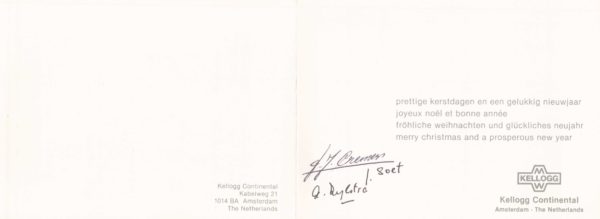 Kellogg Continental
Kabelweg 21
1014 BA Amsterdam
The Netherlands
prettige kerstdagen en een gelukkig nieuwjaar
joyeux noël et bonne année
fröhliche weihnachten und glückliches neujahr
merry christmas and a prosperous new year
J. Soet
KELLOGG
Kellogg Continental
Amsterdam - The Netherlands